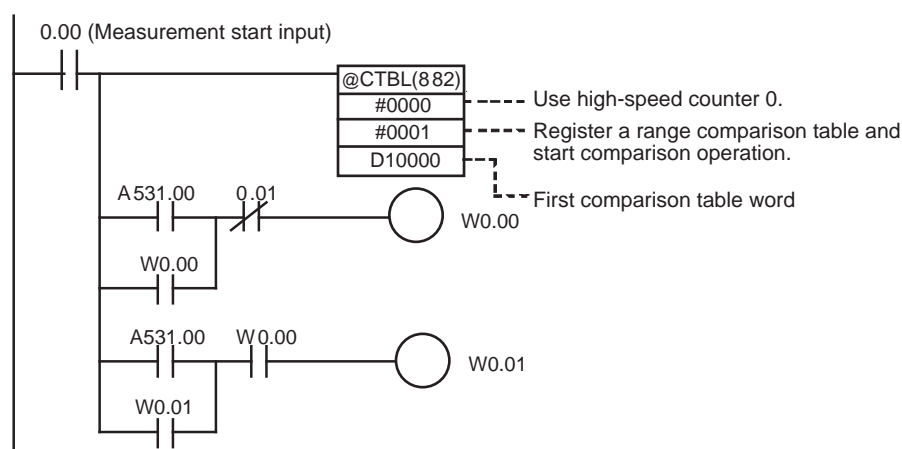 0.00 (Measurement start input)
@CTBL(882)
#0000
Use high-speed counter 0.
#0001
Register a range comparison table and
start comparison operation.
D10000
First comparison table word
A531.00
0.01
W0.00
W0.00
A531.00
W0.00
W0.01
W0.01